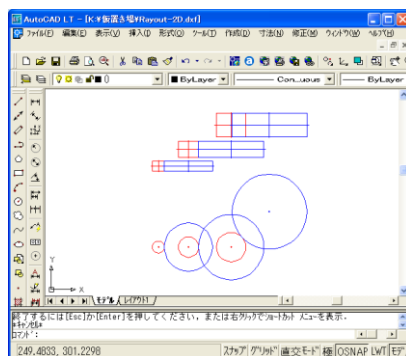 AutoCAD LT - [K:¥仮置き場¥Rayout-2D.dxf]
ファイル(F) 編集(E) 表示(V) 挿入(I) 形式(O) ツール(T) 作成(D) 寸法(N) 修正(M) ウィンドウ(W) ヘルプ(H)
0 ByLayer Con...uous ByLayer
Y
X
モデル レイアウト1
終了するには[Esc]か[Enter]を押してください, または右クリックでショートカット メニューを表示.
*キャンセル*
コマンド:
249.4833, 301.2298 スナップ グリッド 直交モード 極 OSNAP LWT モデ